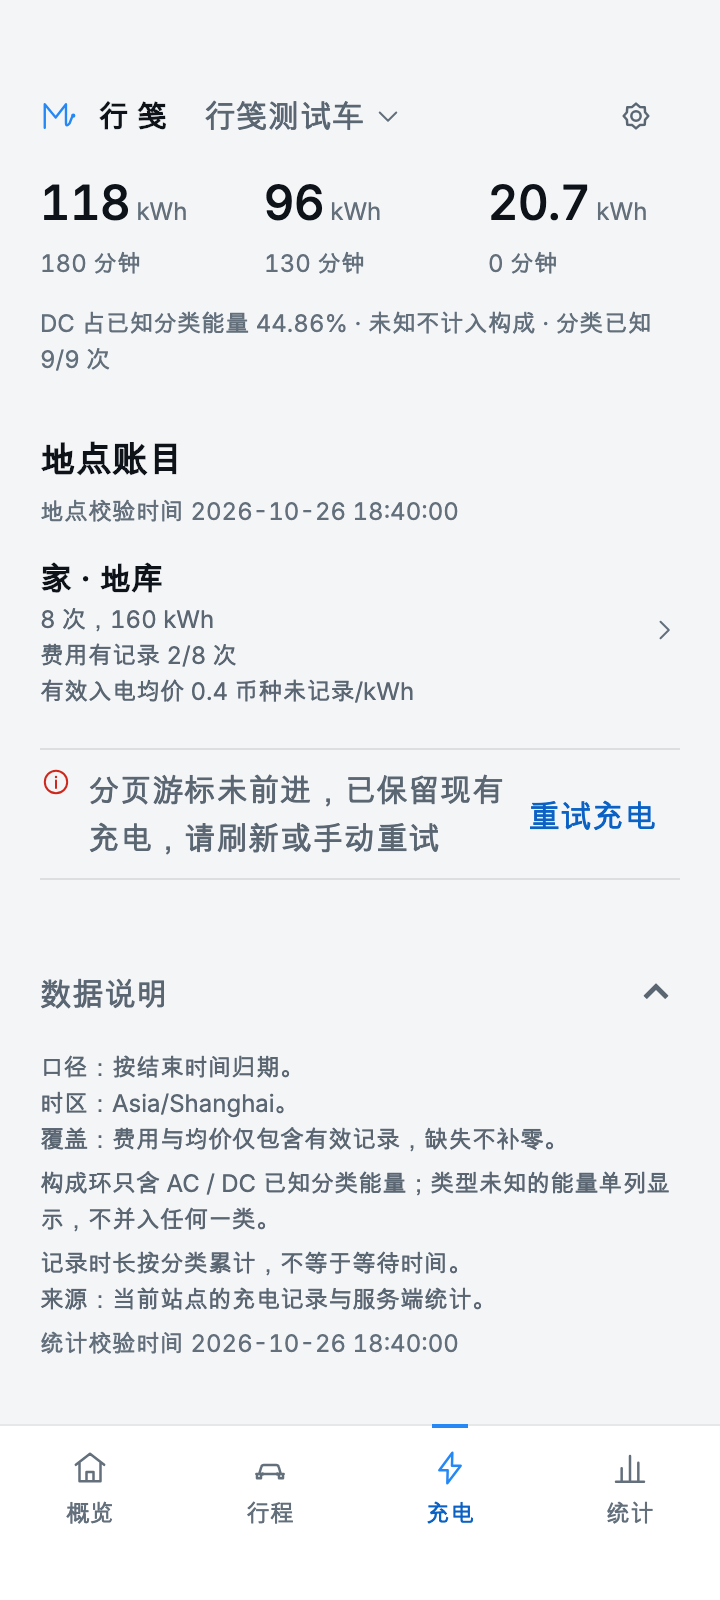 行笺 行笺测试车
118 kWh 96 kWh 20.7 kWh
180 分钟 130 分钟 0 分钟
DC 占已知分类能量 44.86% · 未知不计入构成 · 分类已知
9/9 次
地点账目
地点校验时间 2026-10-26 18:40:00
家 · 地库
8 次，160 kWh
费用有记录 2/8 次
有效入电均价 0.4 币种未记录/kWh
分页游标未前进，已保留现有
充电，请刷新或手动重试
重试充电
数据说明
口径：按结束时间归期。
时区：Asia/Shanghai。
覆盖：费用与均价仅包含有效记录，缺失不补零。
构成环只含 AC / DC 已知分类能量；类型未知的能量单列显
示，不并入任何一类。
记录时长按分类累计，不等于等待时间。
来源：当前站点的充电记录与服务端统计。
统计校验时间 2026-10-26 18:40:00
概览 行程 充电 统计